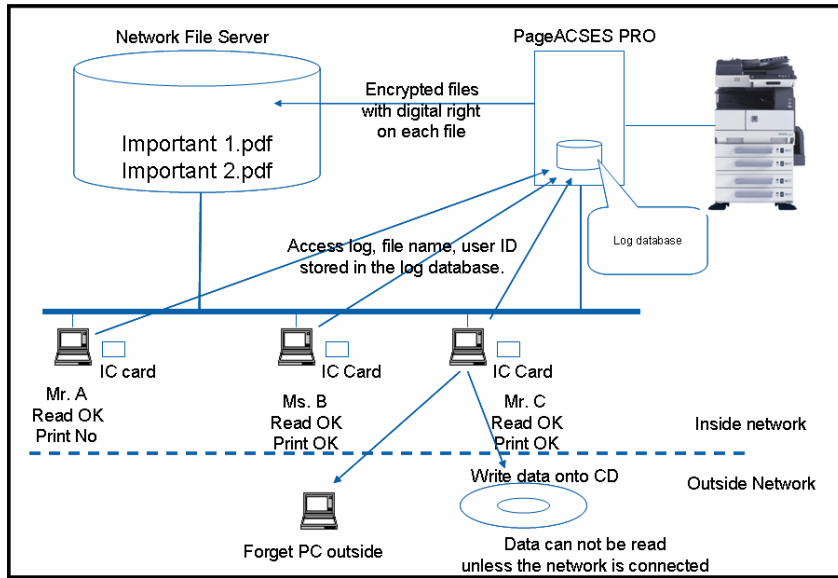 Network File Server
PageACSES PRO
Encrypted files
with digital right
on each file
Important 1.pdf
Important 2.pdf
Log database
Access log, file name, user ID
stored in the log database.
IC card
IC Card
IC Card
Mr. A
Read OK
Print No
Ms. B
Read OK
Print OK
Mr. C
Read OK
Print OK
Inside network
Outside Network
Write data onto CD
Forget PC outside
Data can not be read
unless the network is connected